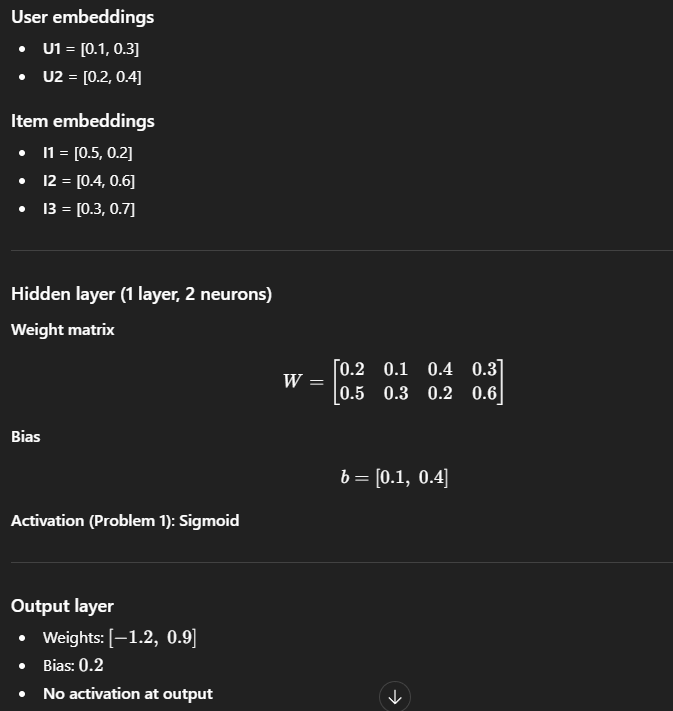 User embeddings
• U1 = [0.1, 0.3]
• U2 = [0.2, 0.4]
Item embeddings
• I1 = [0.5, 0.2]
• I2 = [0.4, 0.6]
• I3 = [0.3, 0.7]
Hidden layer (1 layer, 2 neurons)
Weight matrix
W = [0.2 0.1 0.4 0.3
0.5 0.3 0.2 0.6]
Bias
b = [0.1, 0.4]
Activation (Problem 1): Sigmoid
Output layer
• Weights: [−1.2, 0.9]
• Bias: 0.2
• No activation at output